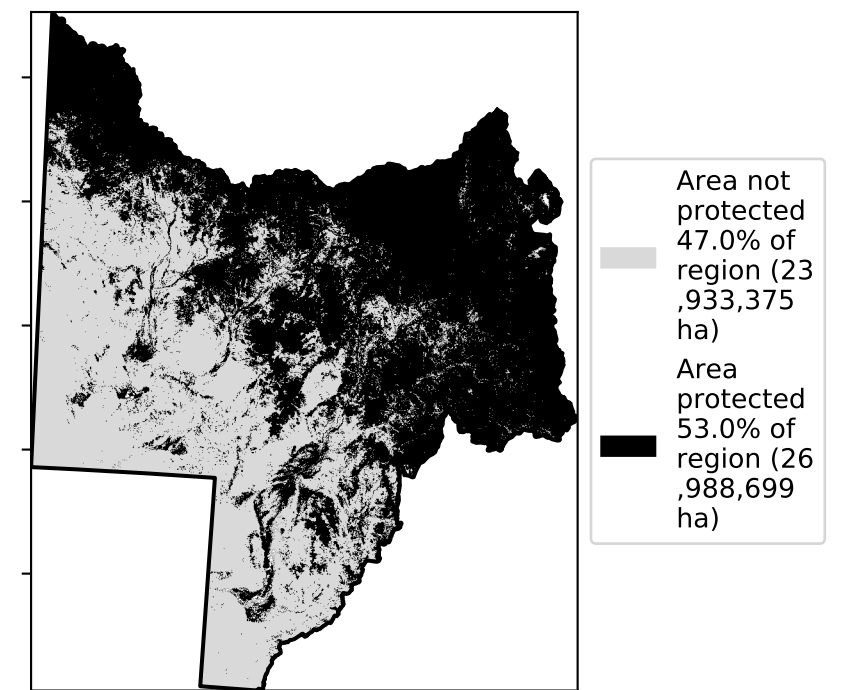 Area not
protected
47.0% of
region (23
,933,375
ha)
Area
protected
53.0% of
region (26
,988,699
ha)